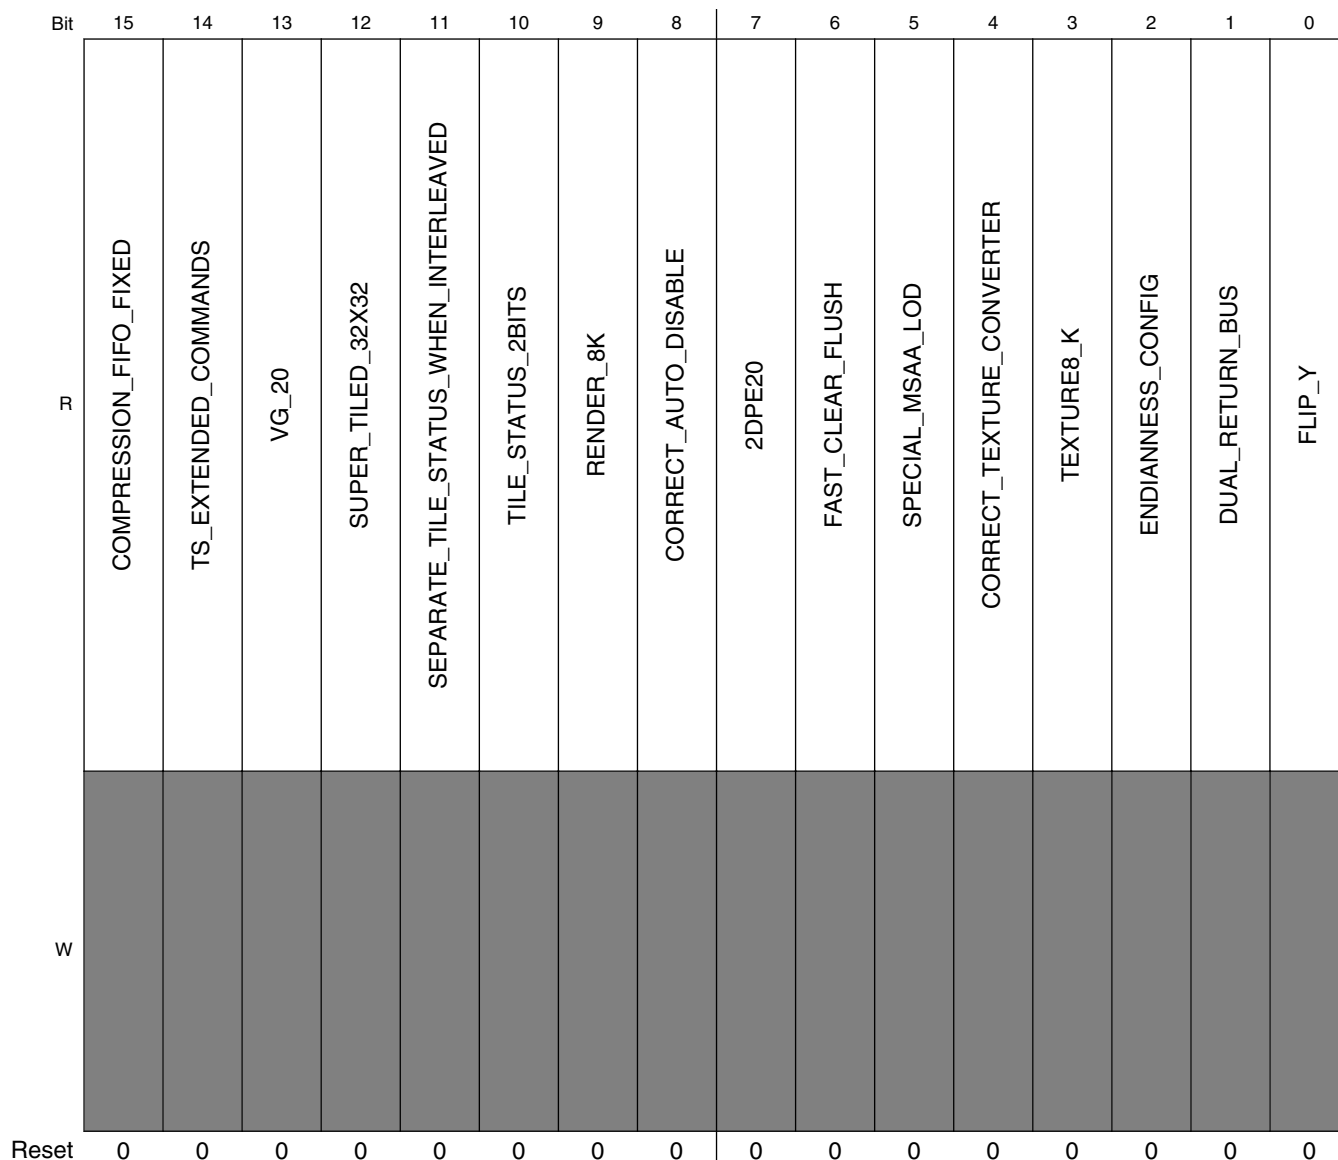 Bit 15 14 13 12 11 10 9 8 7 6 5 4 3 2 1 0
R
COMPRESSION_FIFO_FIXED
TS_EXTENDED_COMMANDS
VG_20
SUPER_TILED_32X32
SEPARATE_TILE_STATUS_WHEN_INTERLEAVED
TILE_STATUS_2BITS
RENDER_8K
CORRECT_AUTO_DISABLE
2DPE20
FAST_CLEAR_FLUSH
SPECIAL_MSAA_LOD
CORRECT_TEXTURE_CONVERTER
TEXTURE8_K
ENDIANNESS_CONFIG
DUAL_RETURN_BUS
FLIP_Y
W
Reset 0 0 0 0 0 0 0 0 0 0 0 0 0 0 0 0